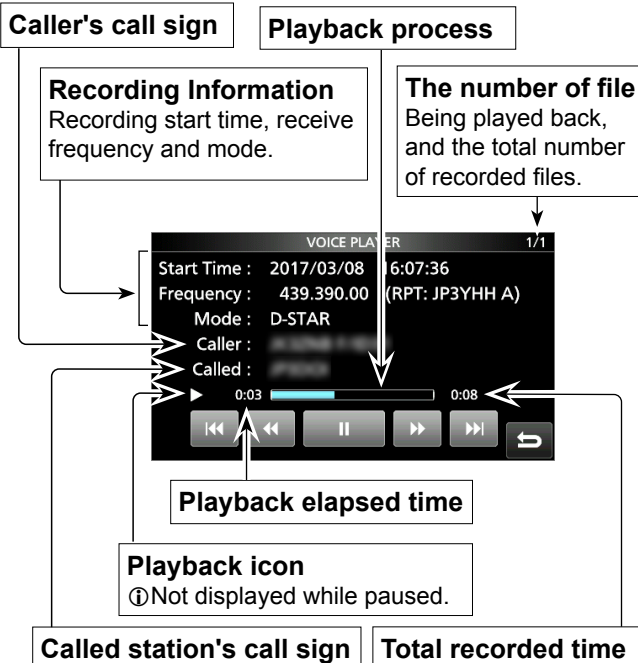 Caller's call sign
Playback process
Recording Information
Recording start time, receive
frequency and mode.
The number of file
Being played back,
and the total number
of recorded files.
VOICE PLAYER 1/1
Start Time : 2017/03/08 16:07:36
Frequency : 439.390.00 (RPT: JP3YHH A)
Mode : D-STAR
Caller :
Called :
0:03 0:08
Playback elapsed time
Playback icon
ⓘNot displayed while paused.
Called station's call sign
Total recorded time